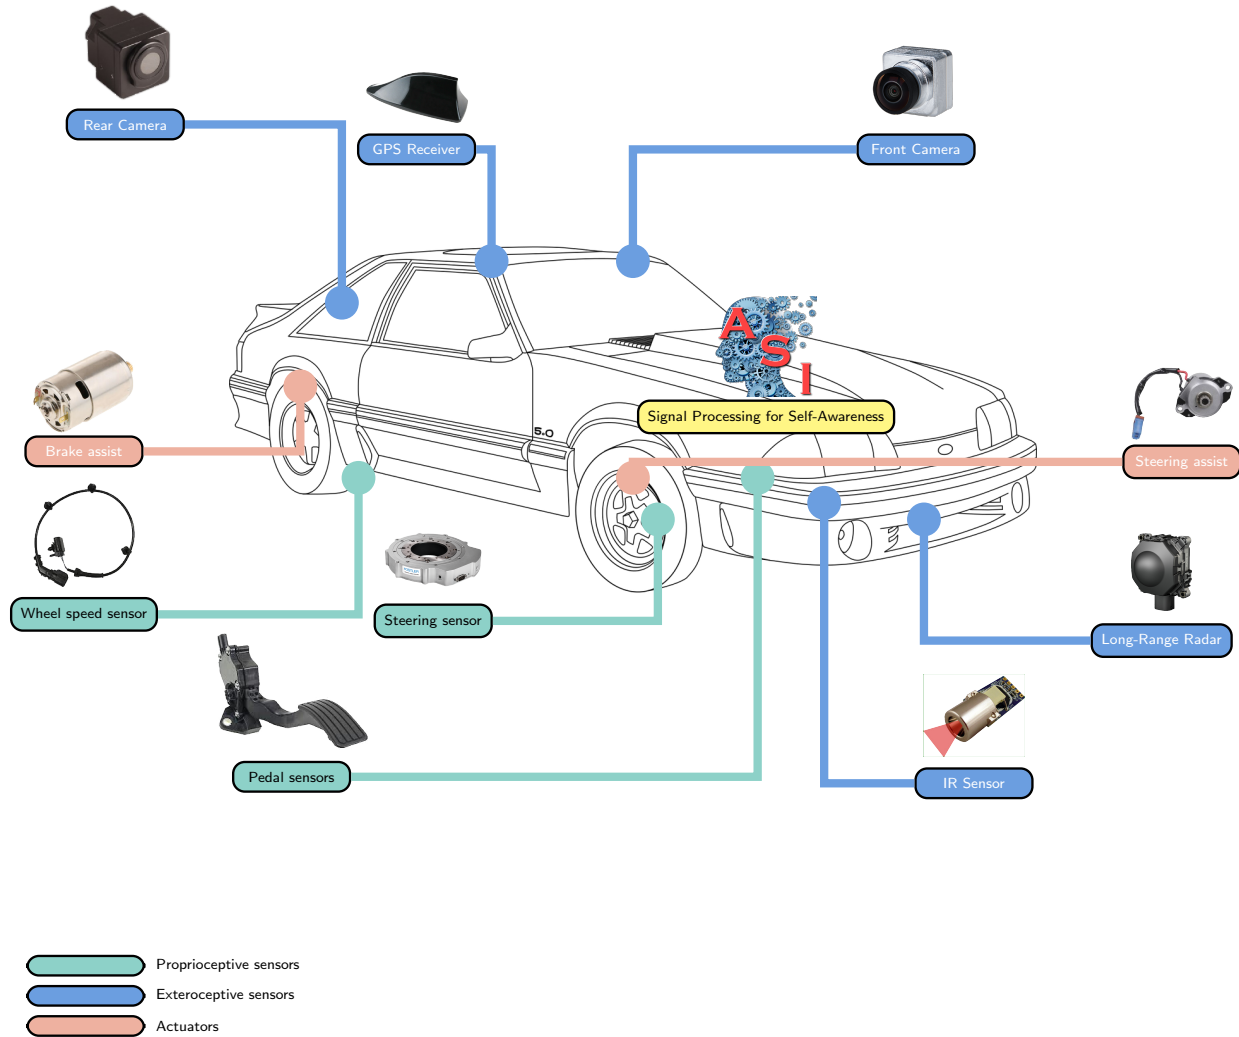 Rear Camera
GPS Receiver
Front Camera
A
S
I
Signal Processing for Self-Awareness
5.0
Brake assist
Steering assist
Wheel speed sensor
Steering sensor
Long-Range Radar
Pedal sensors
IR Sensor
Proprioceptive sensors
Exteroceptive sensors
Actuators